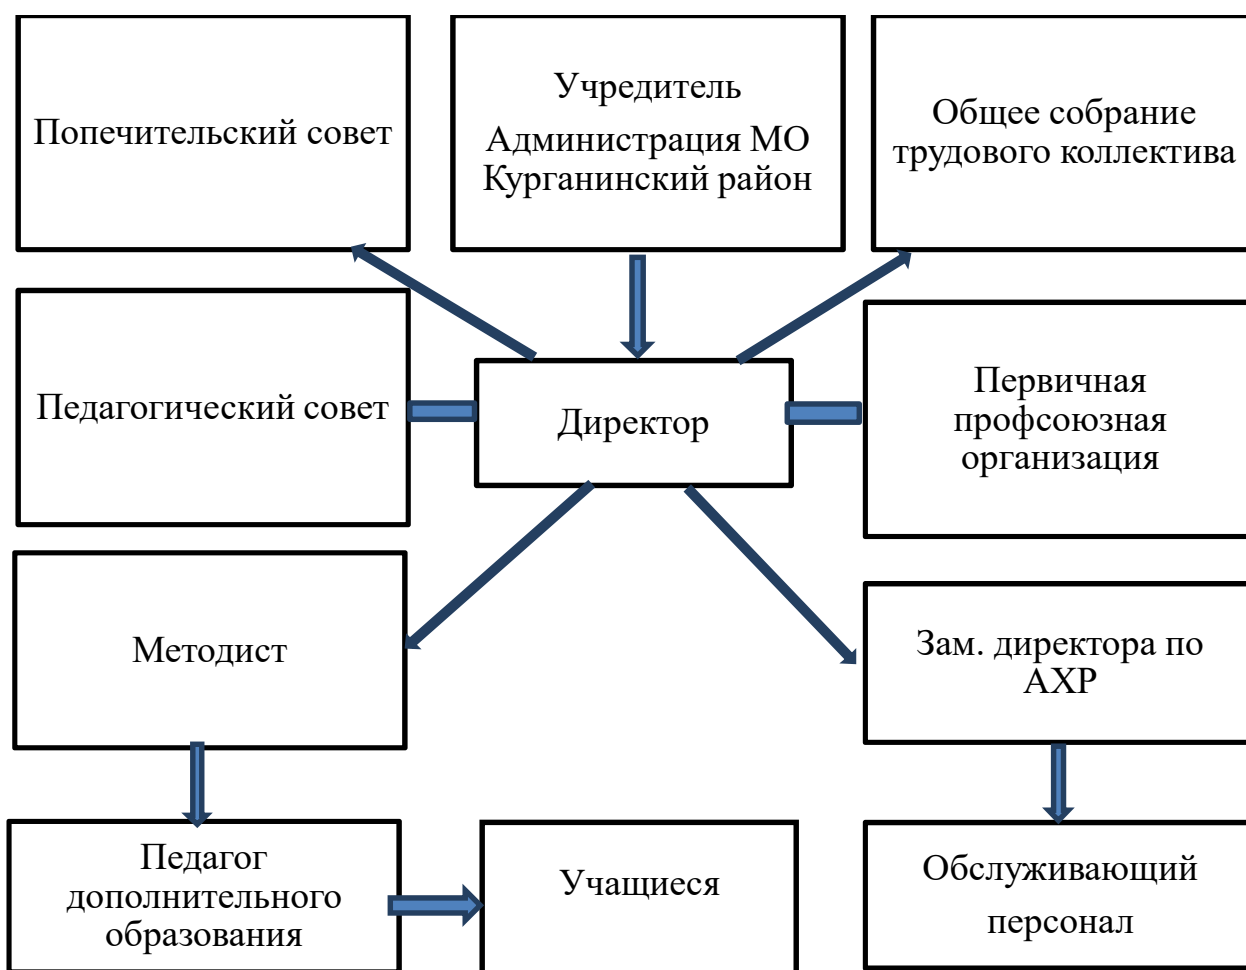 Попечительский совет
Учредитель
Администрация МО
Курганинский район
Общее собрание
трудового коллектива
Педагогический совет
Директор
Первичная
профсоюзная
организация
Методист
Зам. директора по
АХР
Педагог
дополнительного
образования
Учащиеся
Обслуживающий
персонал